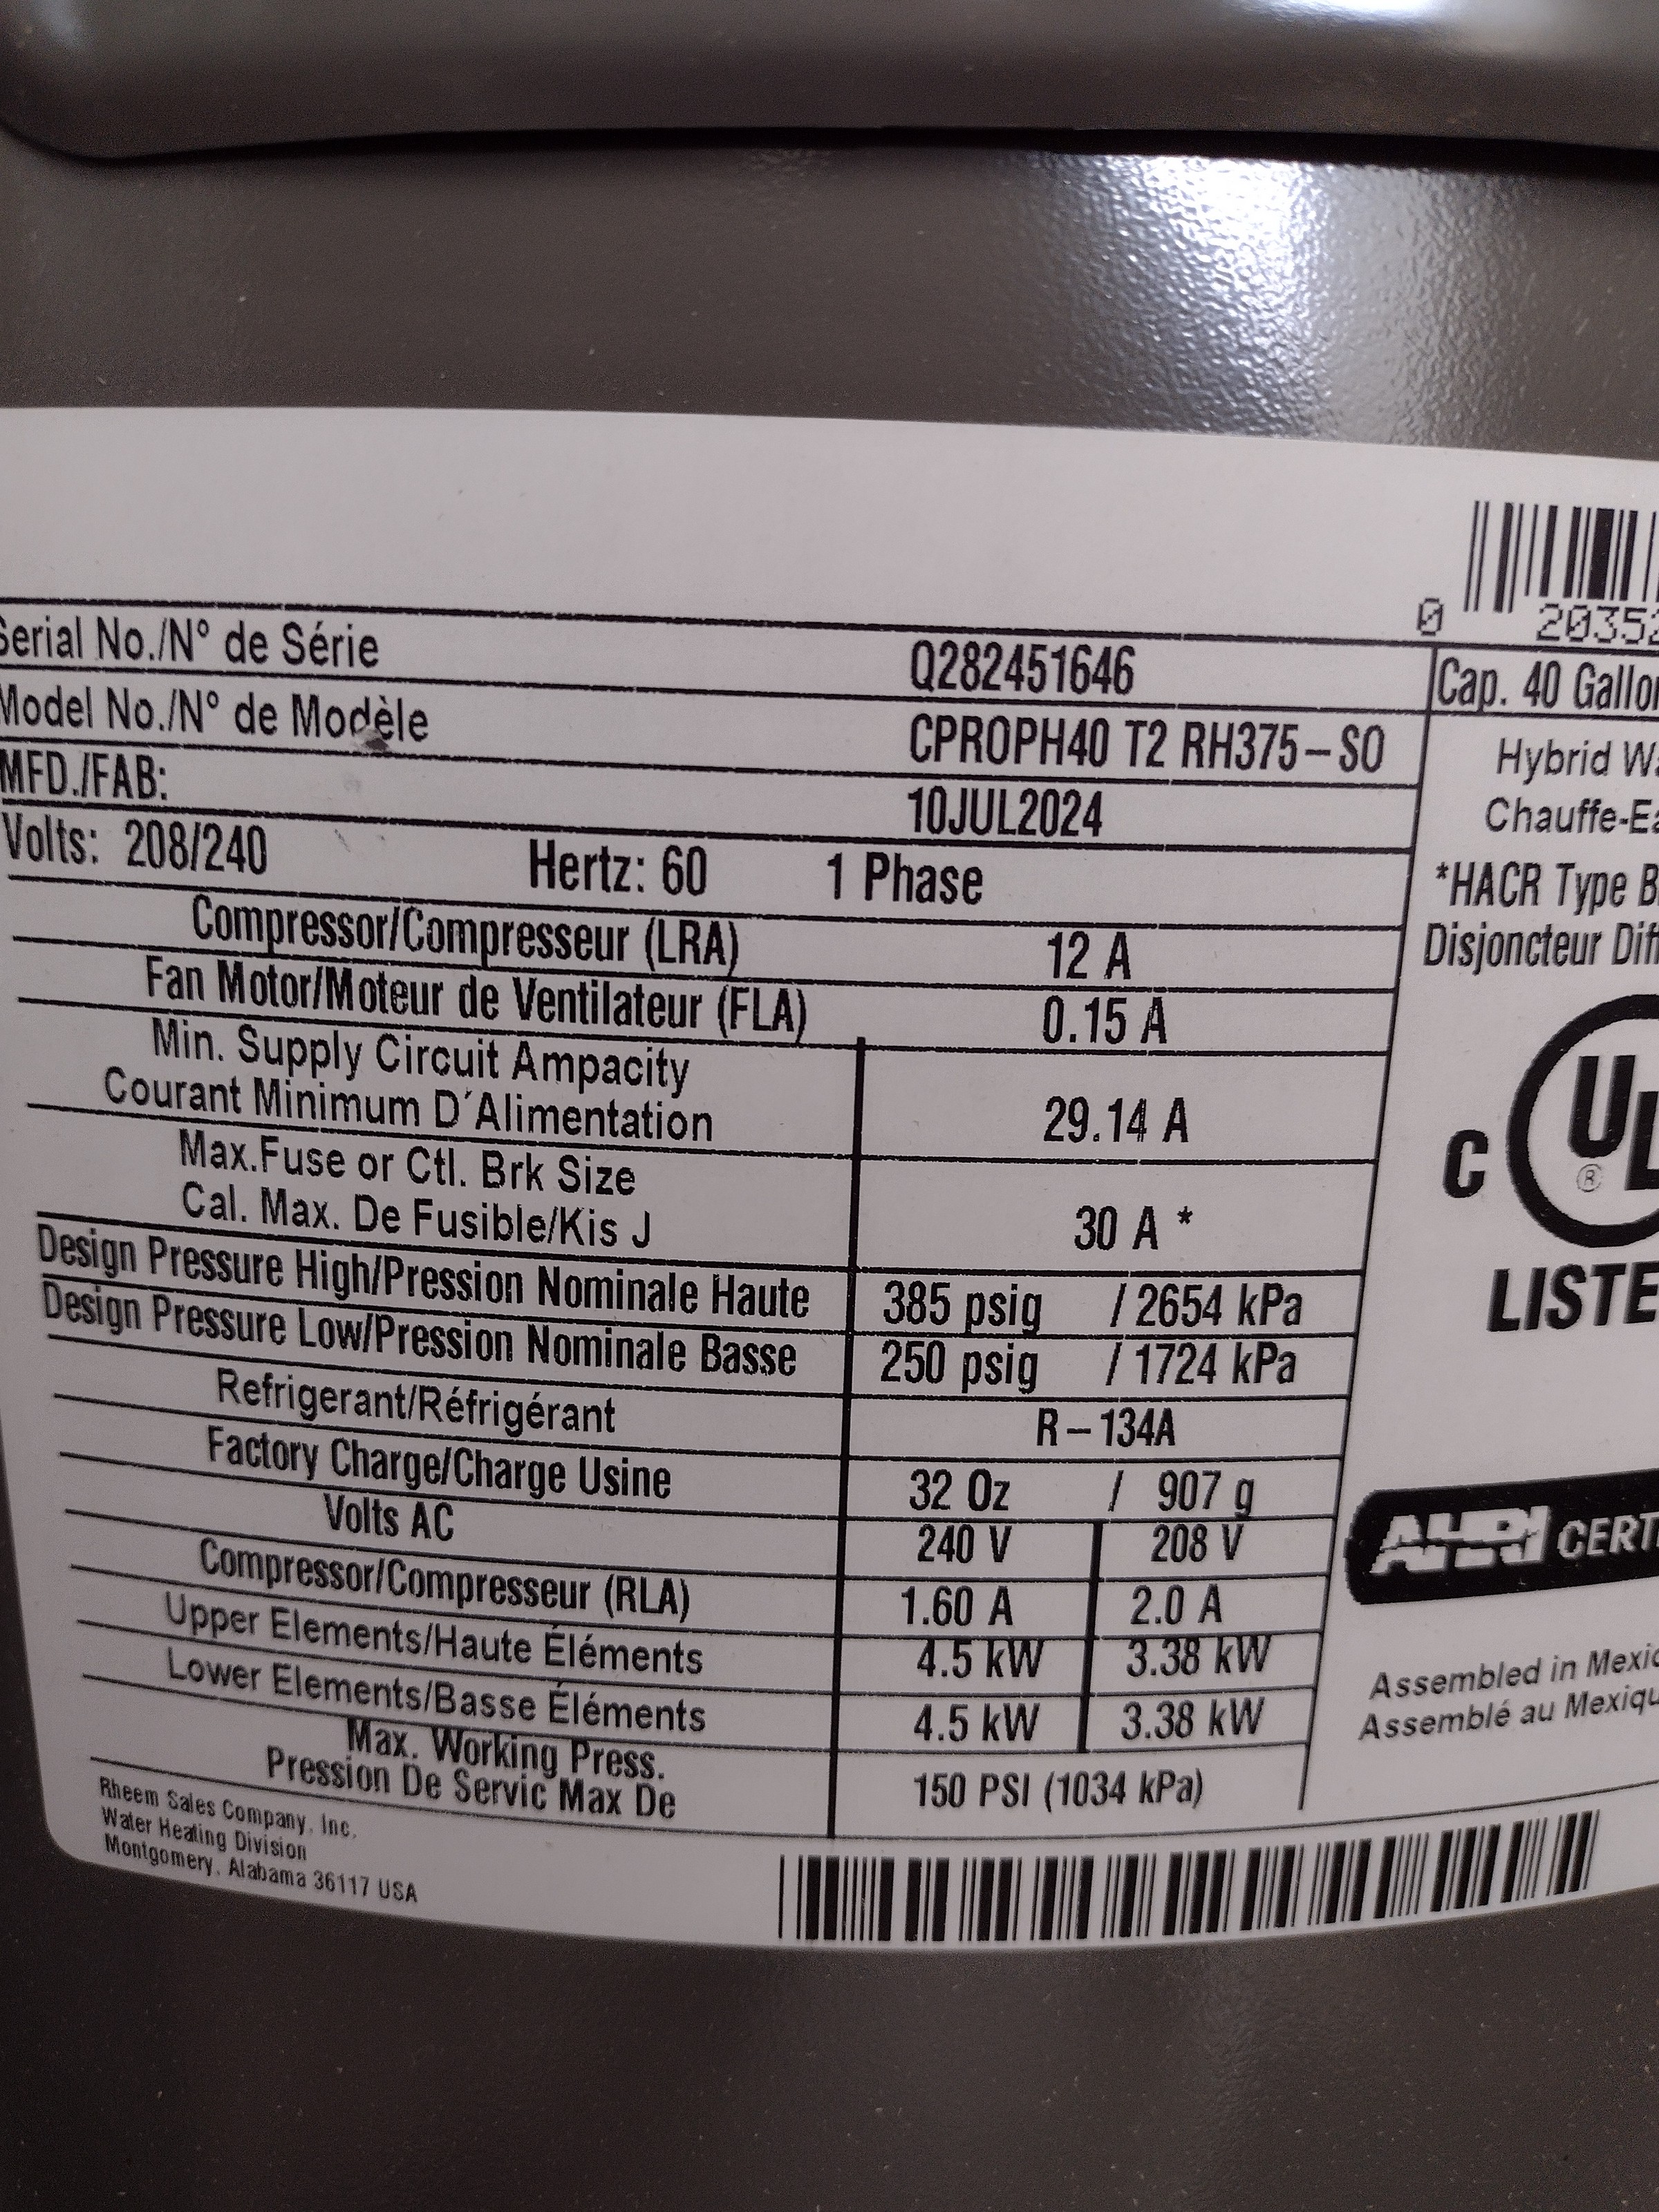 Serial No./N° de Série Q282451646
Model No./N° de Modèle CPROPH40 T2 RH375-SO
MFD./FAB: 10JUL2024
Volts: 208/240 Hertz: 60 1 Phase
Compressor/Compresseur (LRA) 12 A
Fan Motor/Moteur de Ventilateur (FLA) 0.15 A
Min. Supply Circuit Ampacity
Courant Minimum D´Alimentation 29.14 A
Max.Fuse or Ctl. Brk Size
Cal. Max. De Fusible/Kis J 30 A *
Design Pressure High/Pression Nominale Haute 385 psig / 2654 kPa
Design Pressure Low/Pression Nominale Basse 250 psig / 1724 kPa
Refrigerant/Réfrigérant R-134A
Factory Charge/Charge Usine 32 Oz / 907 g
Volts AC 240 V 208 V
Compressor/Compresseur (RLA) 1.60 A 2.0 A
Upper Elements/Haute Éléments 4.5 kW 3.38 kW
Lower Elements/Basse Éléments 4.5 kW 3.38 kW
Max. Working Press.
Pression De Servic Max De 150 PSI (1034 kPa)
Rheem Sales Company, Inc.
Water Heating Division
Montgomery, Alabama 36117 USA
0 20352
Cap. 40
Hybrid
*HACR Type
Disjoncteur
C UL ®
AHRI
Assembled in
Assemblé au